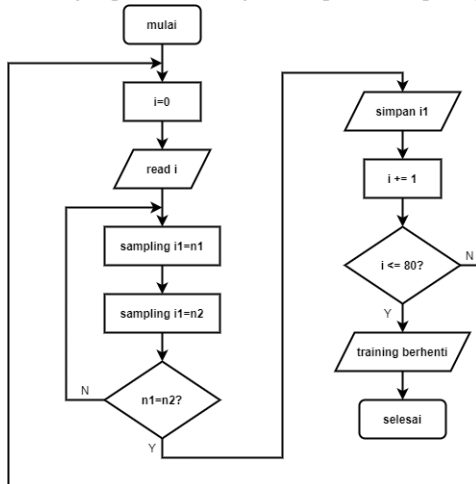 mulai
i=0
read i
sampling i1=n1
sampling i1=n2
n1=n2?
N
Y
simpan i1
i += 1
i <= 80?
N
Y
training berhenti
selesai